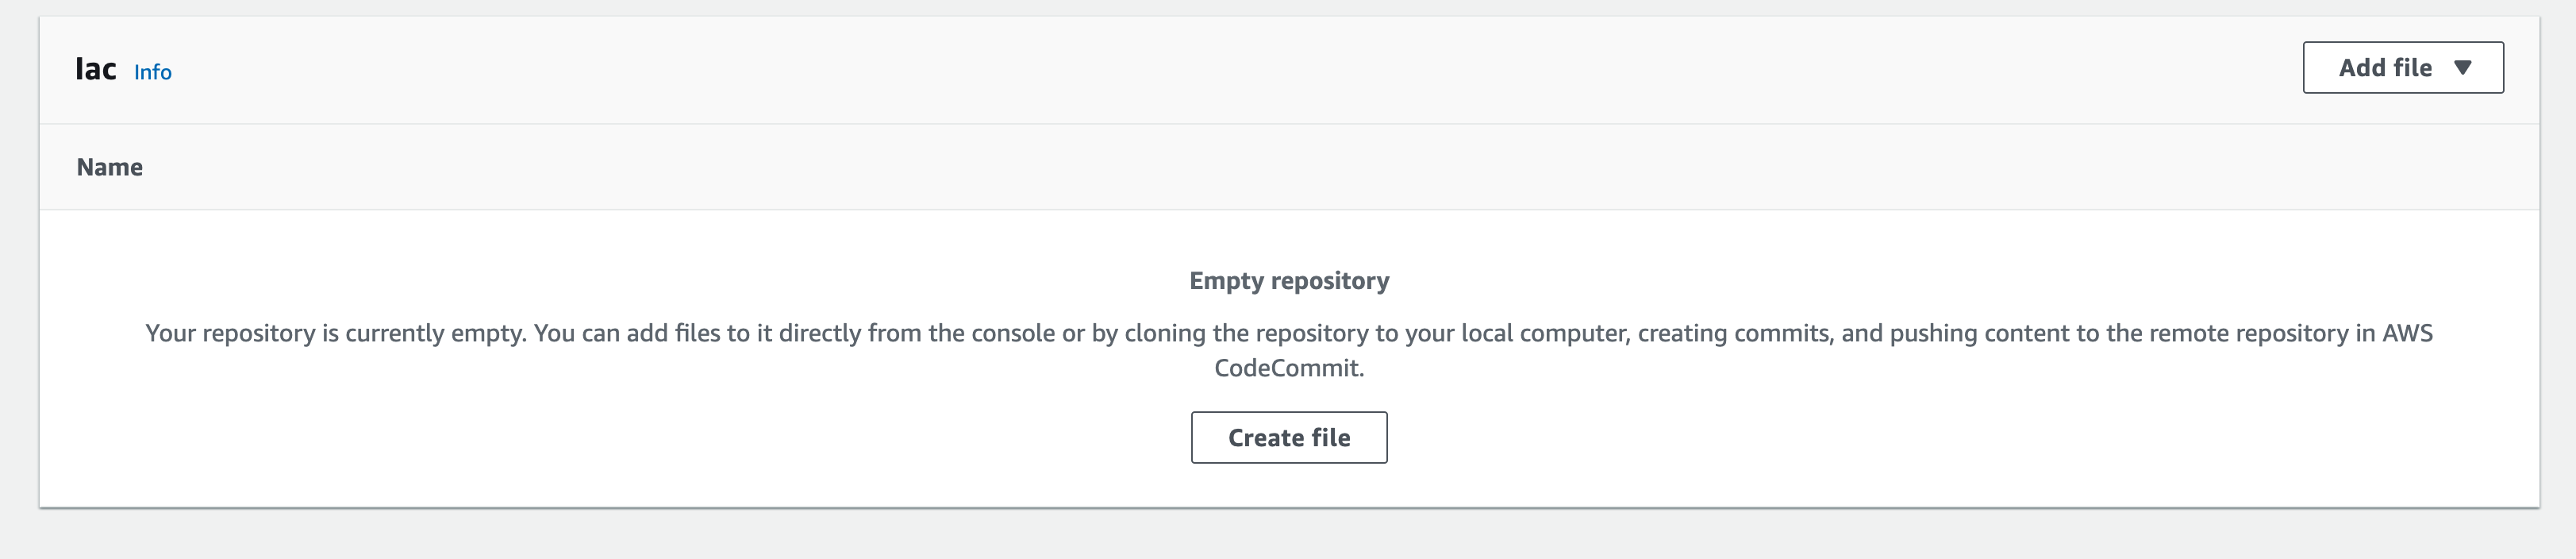 Iac Info
Add file
Name
Empty repository
Your repository is currently empty. You can add files to it directly from the console or by cloning the repository to your local computer, creating commits, and pushing content to the remote repository in AWS
CodeCommit.
Create file